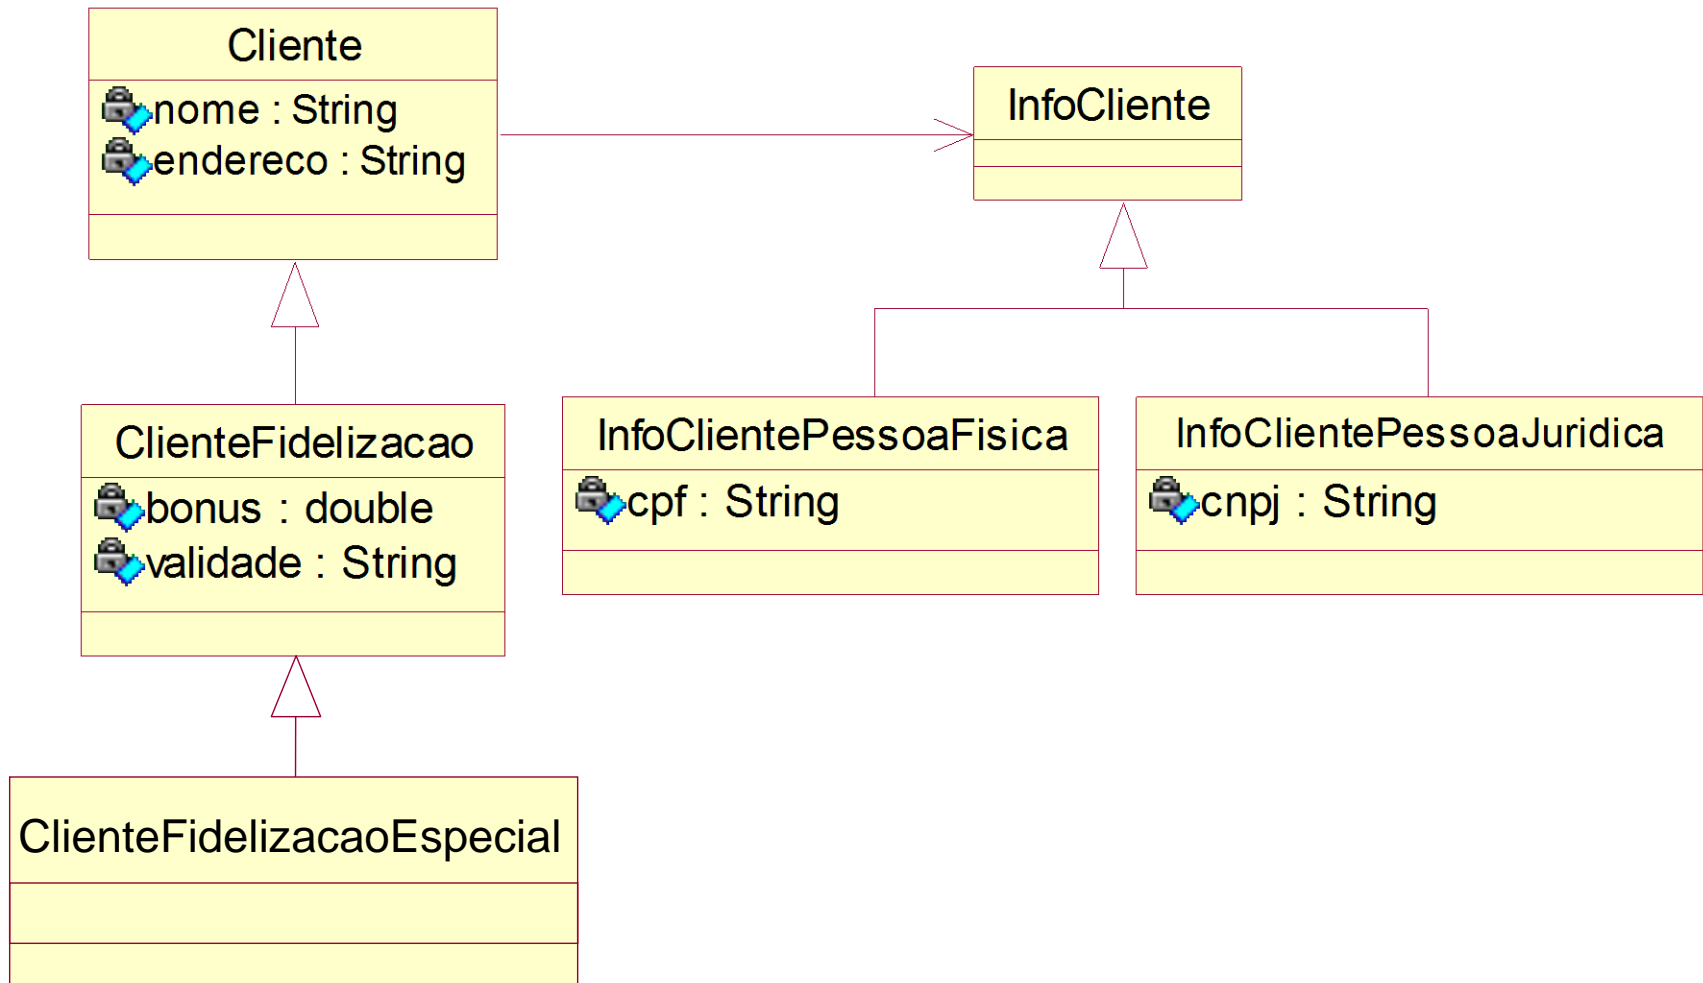 Cliente
nome : String
endereco : String
InfoCliente
ClienteFidelizacao
bonus : double
validade : String
InfoClientePessoaFisica
cpf : String
InfoClientePessoaJuridica
cnpj : String
ClienteFidelizacaoEspecial